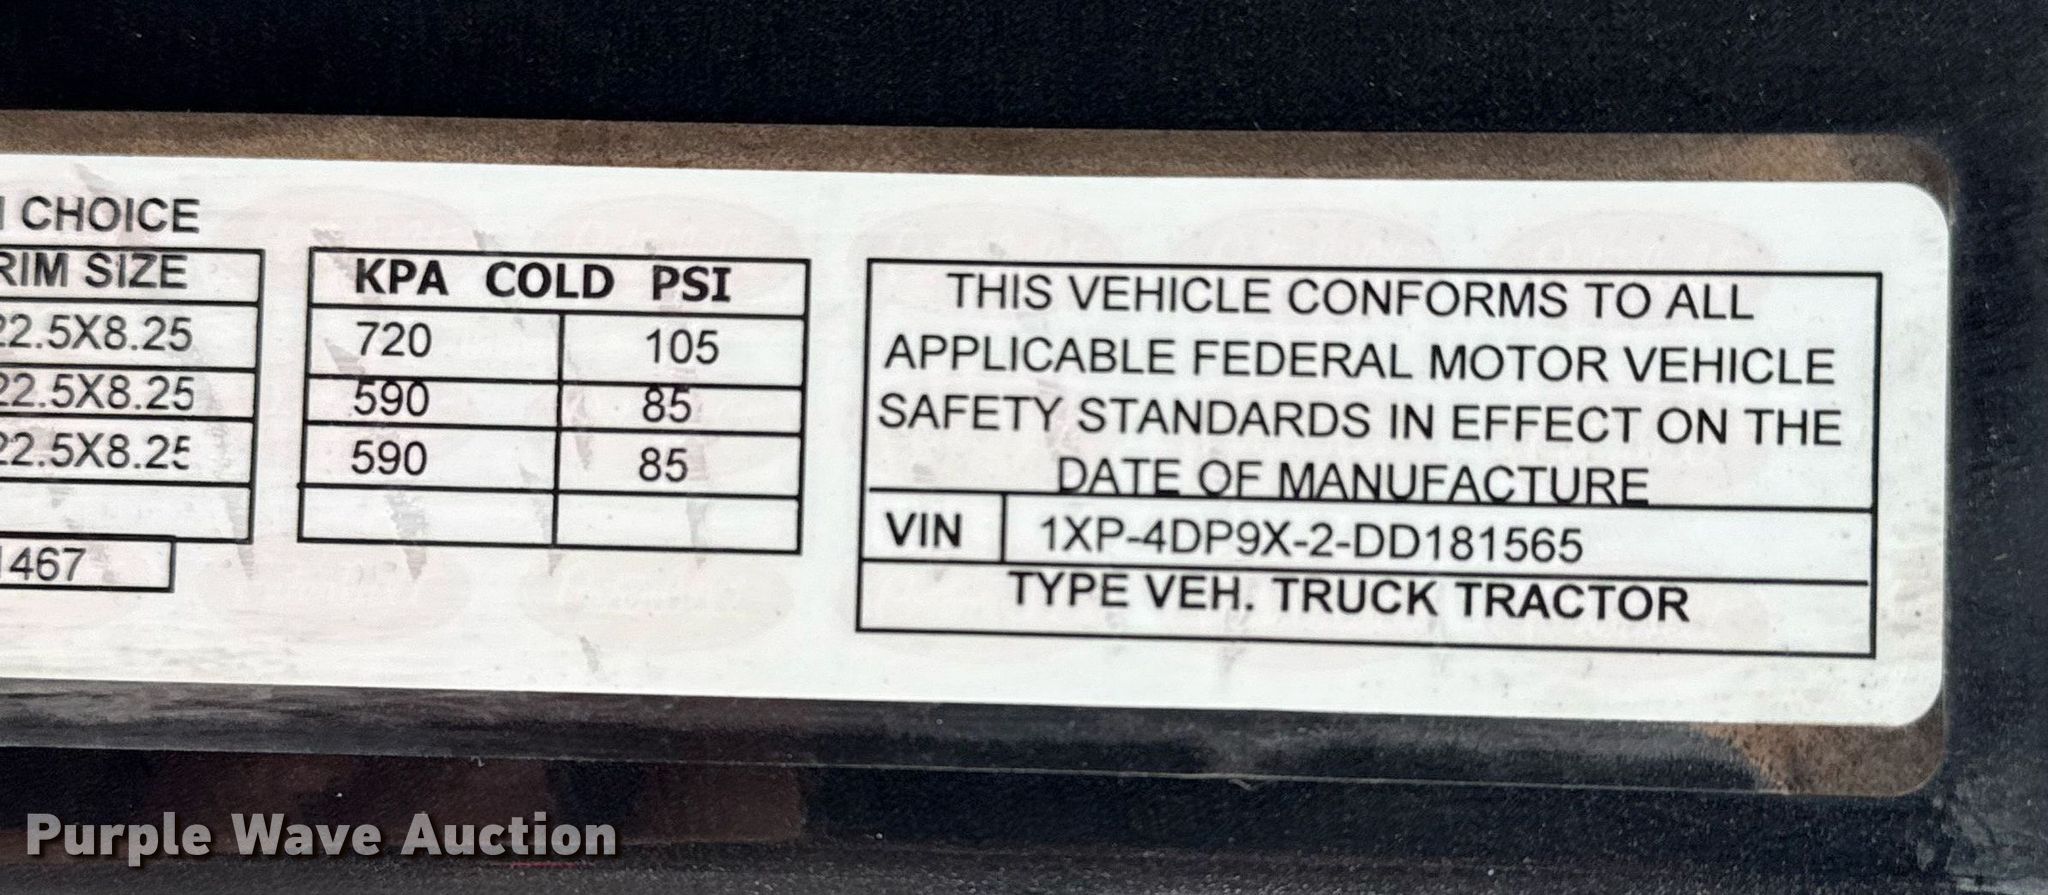 CHOICE
RIM SIZE
22.5X8.25
22.5X8.25
22.5X8.25
1467
KPA COLD PSI
720 105
590 85
590 85
THIS VEHICLE CONFORMS TO ALL
APPLICABLE FEDERAL MOTOR VEHICLE
SAFETY STANDARDS IN EFFECT ON THE
DATE OF MANUFACTURE
VIN 1XP-4DP9X-2-DD181565
TYPE VEH. TRUCK TRACTOR
Purple Wave Auction